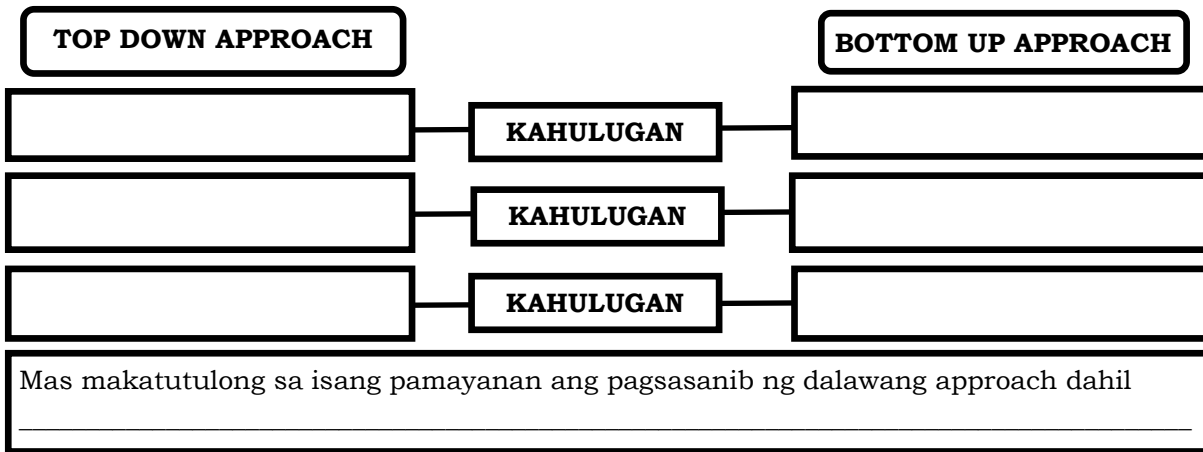 TOP DOWN APPROACH
BOTTOM UP APPROACH
KAHULUGAN
KAHULUGAN
KAHULUGAN
Mas makatutulong sa isang pamayanan ang pagsasanib ng dalawang approach dahil